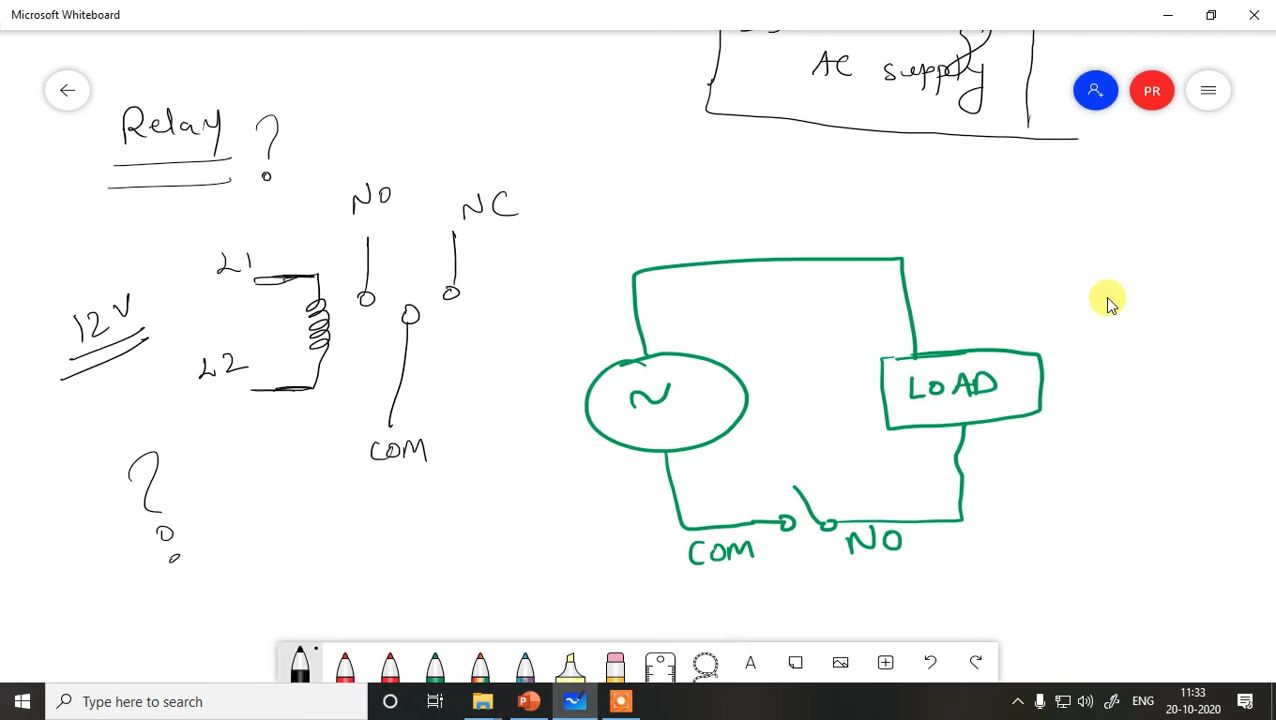 Microsoft Whiteboard
AC supply
PR
Relay ?
NO
NC
L1
12V
L2
COM
?
LOAD
COM
NO
A
Type here to search
ENG
11:33
20-10-2020